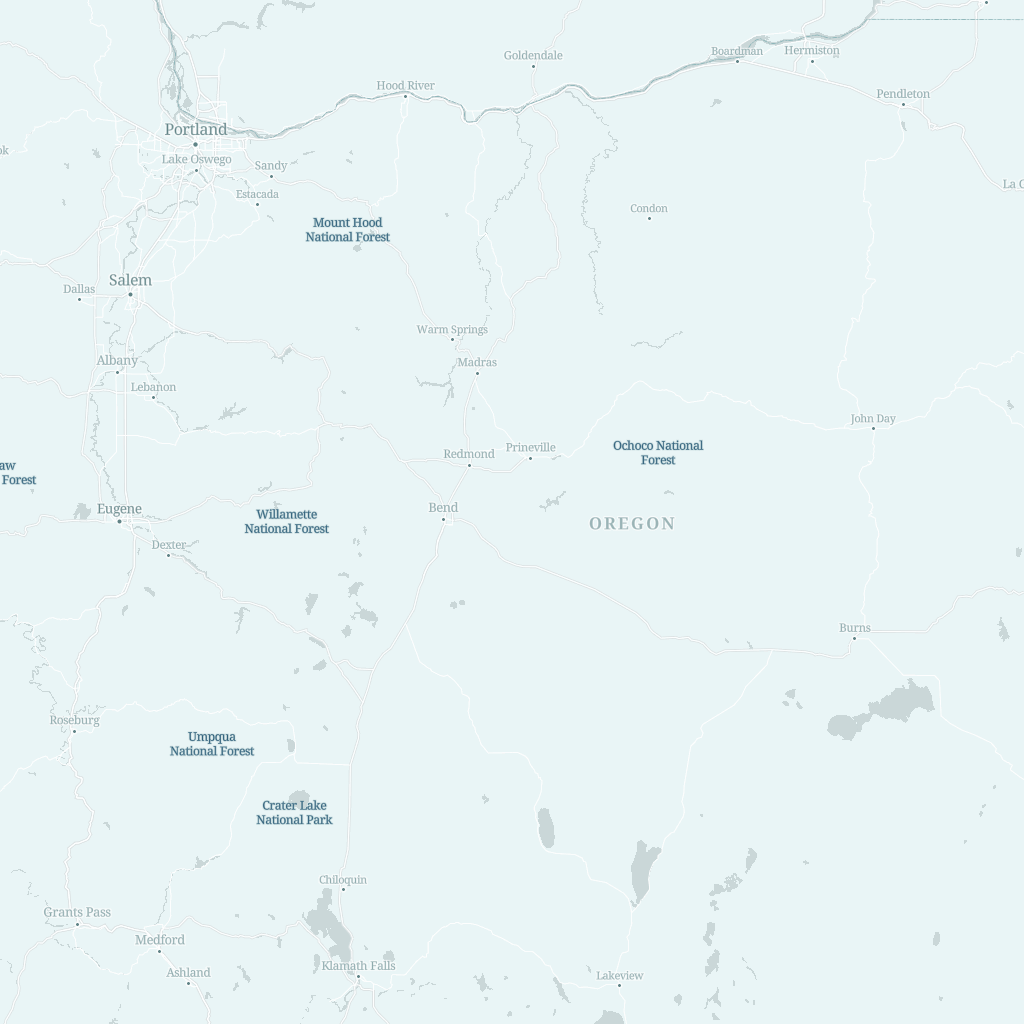 Goldendale
Boardman
Hermiston
Hood River
Pendleton
Portland
Lake Oswego
Sandy
Estacada
Condon
Mount Hood
National Forest
Salem
Dallas
Warm Springs
Albany
Madras
Lebanon
John Day
Ochoco National
Forest
Redmond
Prineville
Forest
Bend
Eugene
Willamette
National Forest
OREGON
Dexter
Burns
Roseburg
Umpqua
National Forest
Crater Lake
National Park
Chiloquin
Grants Pass
Medford
Klamath Falls
Ashland
Lakeview